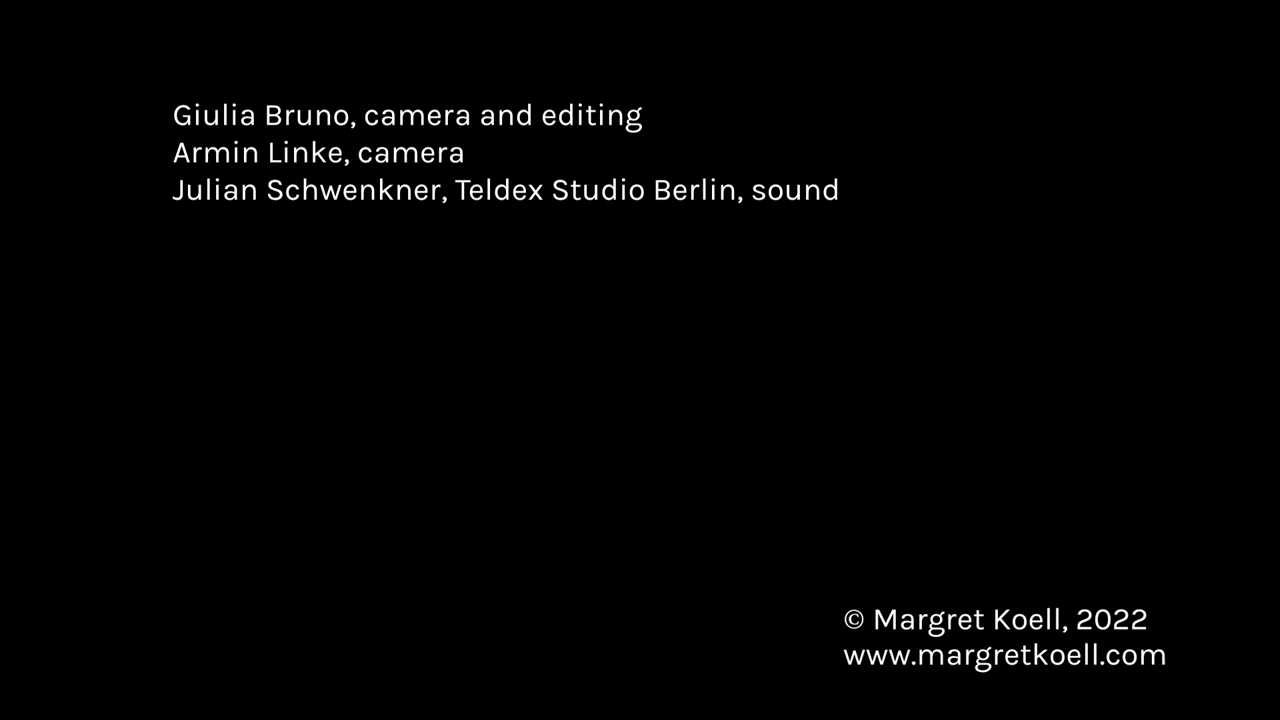 Giulia Bruno, camera and editing
Armin Linke, camera
Julian Schwenkner, Teldex Studio Berlin, sound
© Margret Koell, 2022
www.margretkoell.com